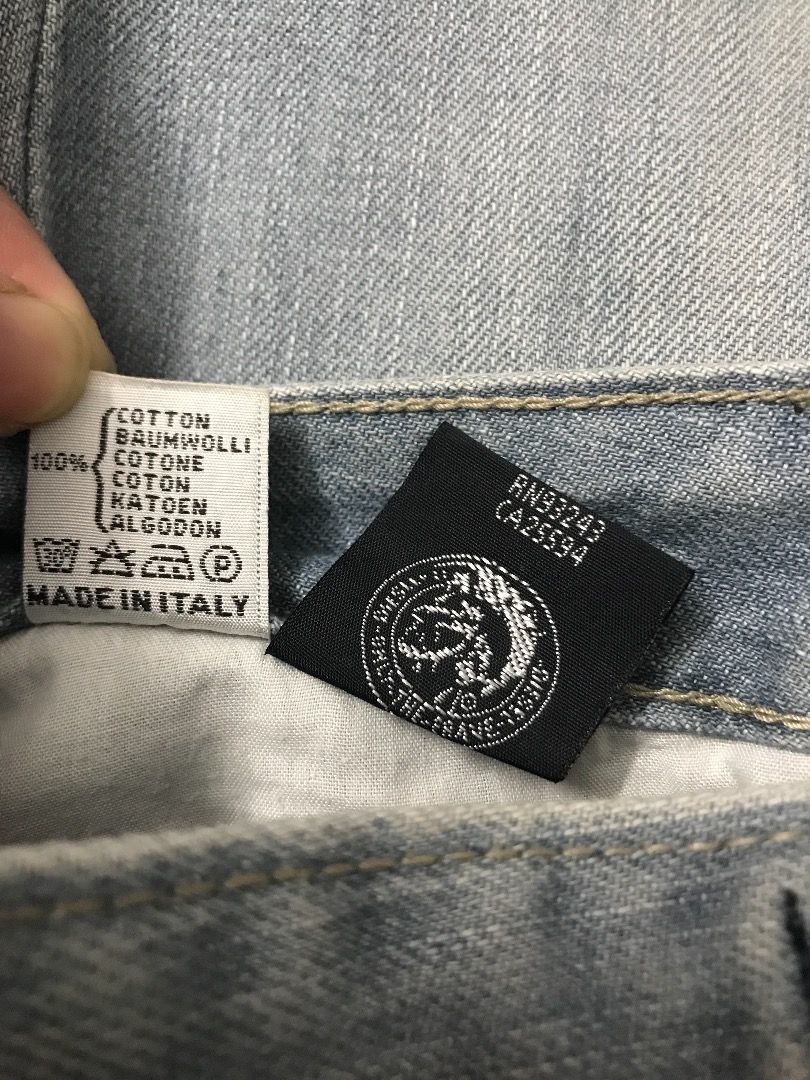 100%
COTTON
BAUMWOLLI
COTONE
COTON
KATOEN
ALGODON
P
MADE IN ITALY
RN93243
CA25594